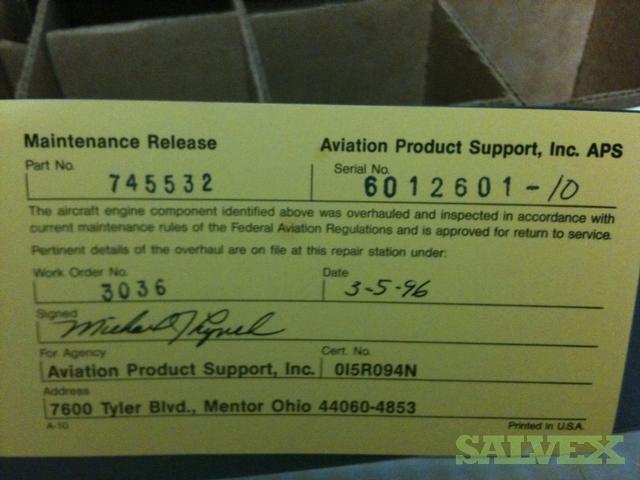 Maintenance Release
Aviation Product Support, Inc. APS
Part No.
745532
Serial No.
6012601-10
The aircraft engine component identified above was overhauled and inspected in accordance with
current maintenance rules of the Federal Aviation Regulations and is approved for return to service.
Pertinent details of the overhaul are on file at this repair station under:
Work Order No.
3036
Date
3-5-96
Signed
Michael J
For Agency
Aviation Product Support, Inc.
Cert. No.
0I5R094N
Address
7600 Tyler Blvd., Mentor Ohio 44060-4853
A-10
Printed in U.S.A.
SALVEX